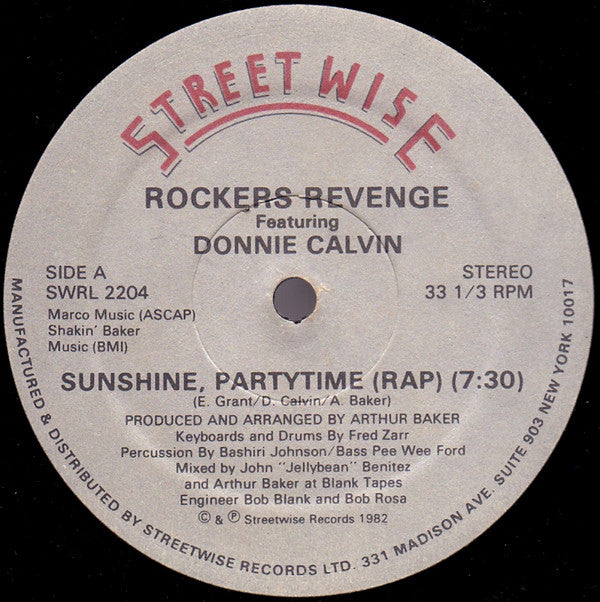 STREETWISE
ROCKERS REVENGE
Featuring
DONNIE CALVIN
SIDE A
SWRL 2204
STEREO
33 1/3 RPM
Marco Music (ASCAP)
Shakin' Baker
Music (BMI)
SUNSHINE, PARTYTIME (RAP) (7:30)
(E. Grant/D. Calvin/A. Baker)
PRODUCED AND ARRANGED BY ARTHUR BAKER
Keyboards and Drums By Fred Zarr
Percussion By Bashiri Johnson/Bass Pee Wee Ford
Mixed by John "Jellybean" Benitez
and Arthur Baker at Blank Tapes
Engineer Bob Blank and Bob Rosa
© & ℗ Streetwise Records 1982
MANUFACTURED & DISTRIBUTED BY STREETWISE RECORDS LTD. 331 MADISON AVE. SUITE 903 NEW YORK 10017